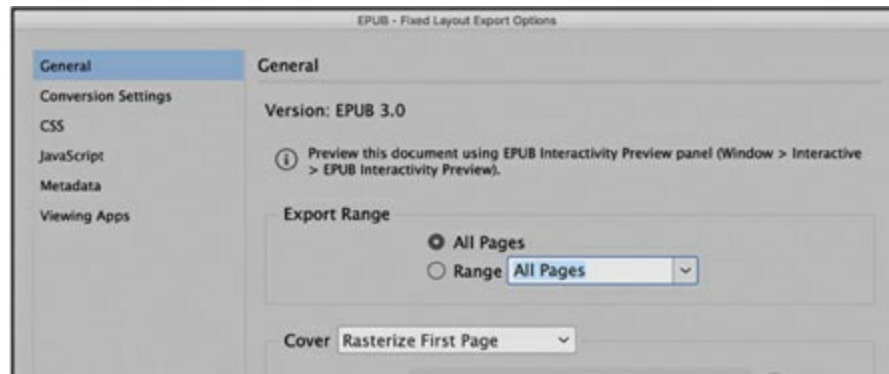 EPUB - Fixed Layout Export Options
General
Conversion Settings
CSS
JavaScript
Metadata
Viewing Apps
General
Version: EPUB 3.0
Preview this document using EPUB Interactivity Preview panel (Window > Interactive
> EPUB Interactivity Preview).
Export Range
All Pages
Range All Pages
Cover Rasterize First Page